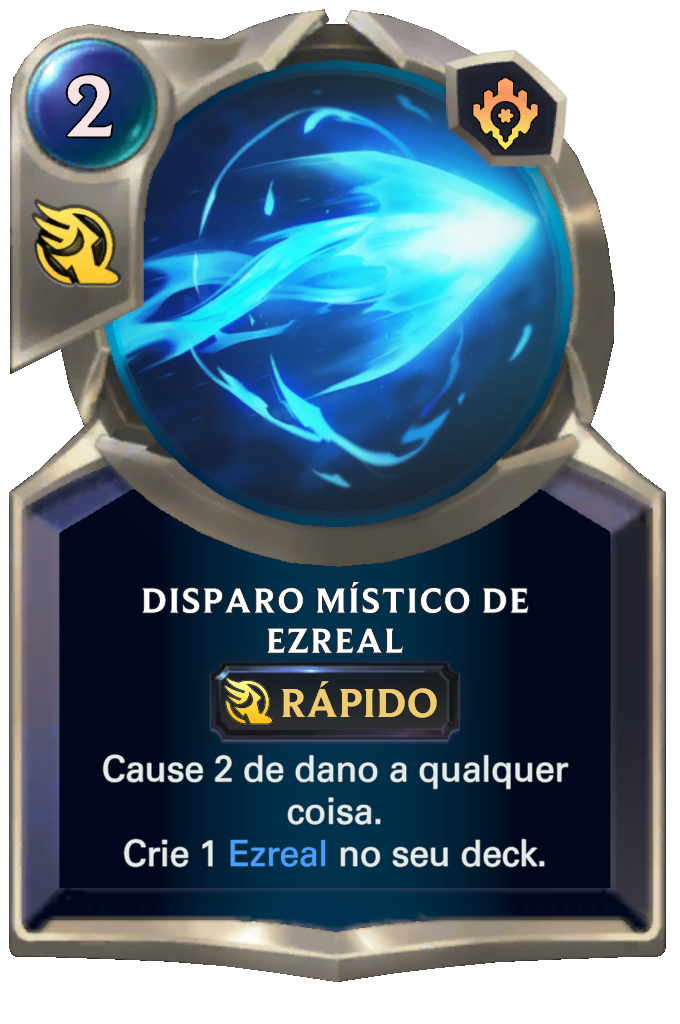 2
DISPARO MÍSTICO DE
EZREAL
RÁPIDO
Cause 2 de dano a qualquer
coisa.
Crie 1 Ezreal no seu deck.